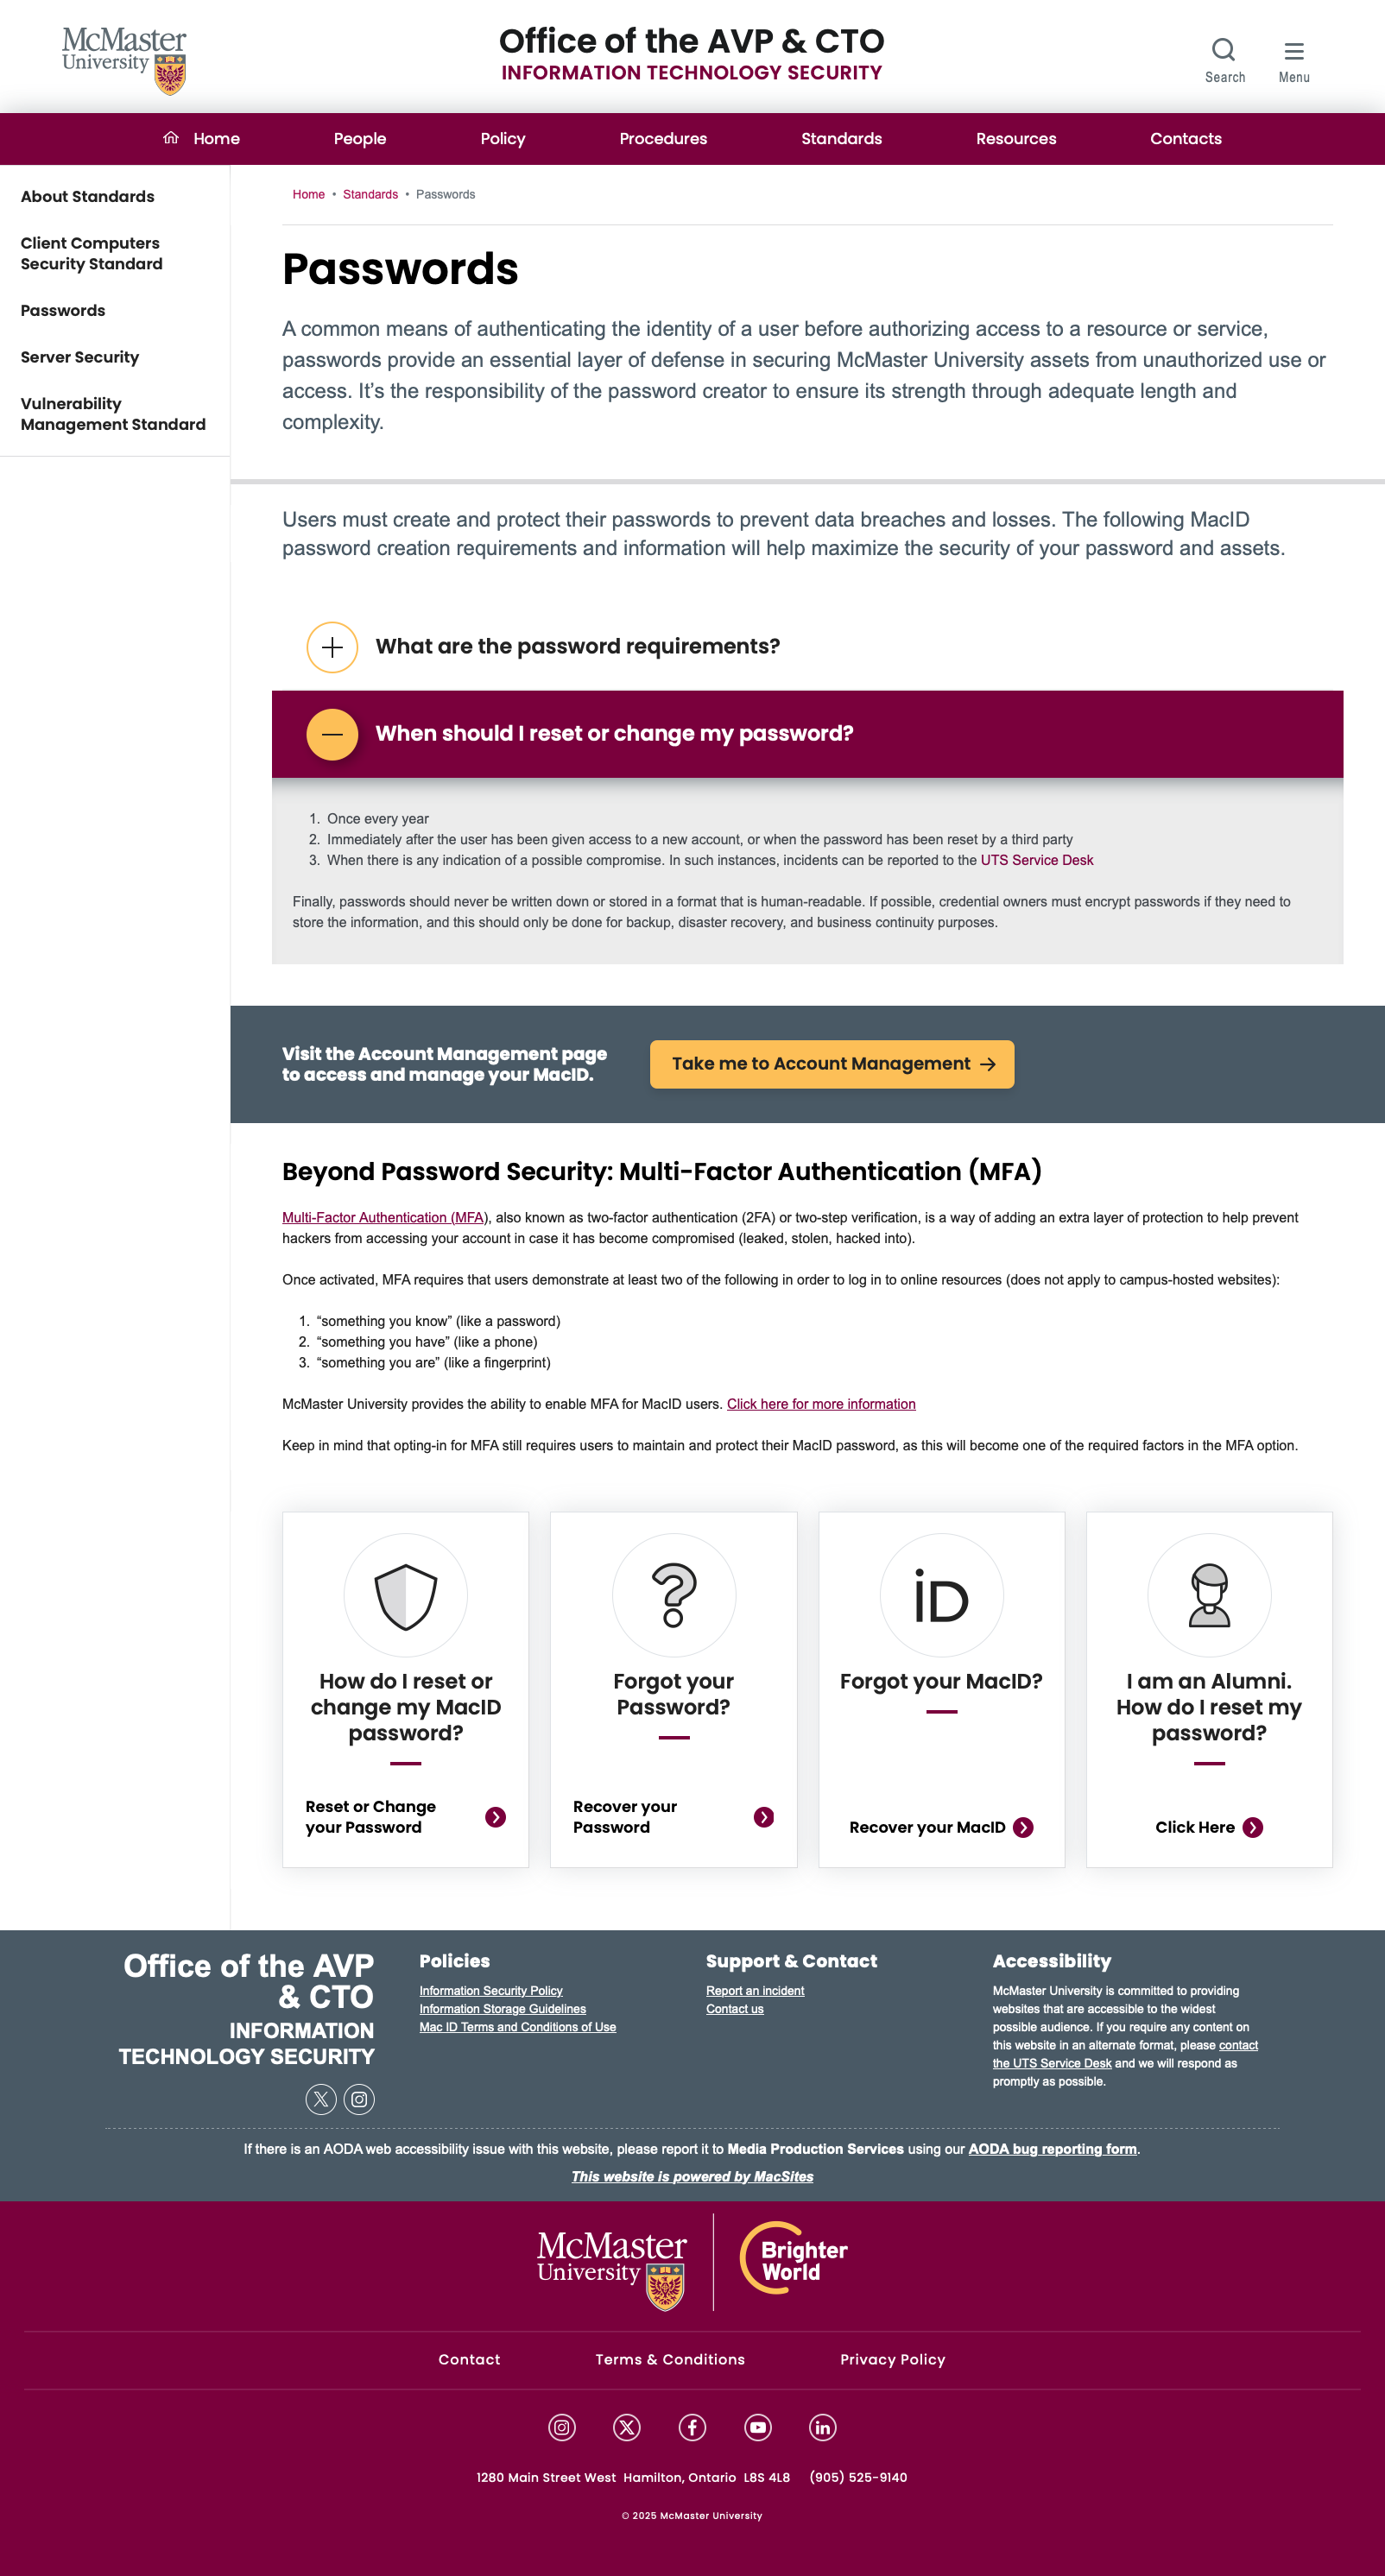 McMaster
University
Office of the AVP & CTO
INFORMATION TECHNOLOGY SECURITY
Search
Menu
Home
People
Policy
Procedures
Standards
Resources
Contacts
About Standards
Client Computers
Security Standard
Passwords
Server Security
Vulnerability
Management Standard
Home • Standards • Passwords
Passwords
A common means of authenticating the identity of a user before authorizing access to a resource or service,
passwords provide an essential layer of defense in securing McMaster University assets from unauthorized use or
access. It’s the responsibility of the password creator to ensure its strength through adequate length and
complexity.
Users must create and protect their passwords to prevent data breaches and losses. The following MacID
password creation requirements and information will help maximize the security of your password and assets.
What are the password requirements?
When should I reset or change my password?
1. Once every year
2. Immediately after the user has been given access to a new account, or when the password has been reset by a third party
3. When there is any indication of a possible compromise. In such instances, incidents can be reported to the UTS Service Desk
Finally, passwords should never be written down or stored in a format that is human-readable. If possible, credential owners must encrypt passwords if they need to
store the information, and this should only be done for backup, disaster recovery, and business continuity purposes.
Visit the Account Management page
to access and manage your MacID.
Take me to Account Management
Beyond Password Security: Multi-Factor Authentication (MFA)
Multi-Factor Authentication (MFA), also known as two-factor authentication (2FA) or two-step verification, is a way of adding an extra layer of protection to help prevent
hackers from accessing your account in case it has become compromised (leaked, stolen, hacked into).
Once activated, MFA requires that users demonstrate at least two of the following in order to log in to online resources (does not apply to campus-hosted websites):
1. “something you know” (like a password)
2. “something you have” (like a phone)
3. “something you are” (like a fingerprint)
McMaster University provides the ability to enable MFA for MacID users. Click here for more information
Keep in mind that opting-in for MFA still requires users to maintain and protect their MacID password, as this will become one of the required factors in the MFA option.
How do I reset or
change my MacID
password?
Reset or Change
your Password
Forgot your
Password?
Recover your
Password
iD
Forgot your MacID?
Recover your MacID
I am an Alumni.
How do I reset my
password?
Click Here
Office of the AVP
& CTO
INFORMATION
TECHNOLOGY SECURITY
Policies
Information Security Policy
Information Storage Guidelines
Mac ID Terms and Conditions of Use
Support & Contact
Report an incident
Contact us
Accessibility
McMaster University is committed to providing
websites that are accessible to the widest
possible audience. If you require any content on
this website in an alternate format, please contact
the UTS Service Desk and we will respond as
promptly as possible.
If there is an AODA web accessibility issue with this website, please report it to Media Production Services using our AODA bug reporting form.
This website is powered by MacSites
McMaster
University
Brighter
World
Contact
Terms & Conditions
Privacy Policy
1280 Main Street West Hamilton, Ontario L8S 4L8 (905) 525-9140
© 2025 McMaster University